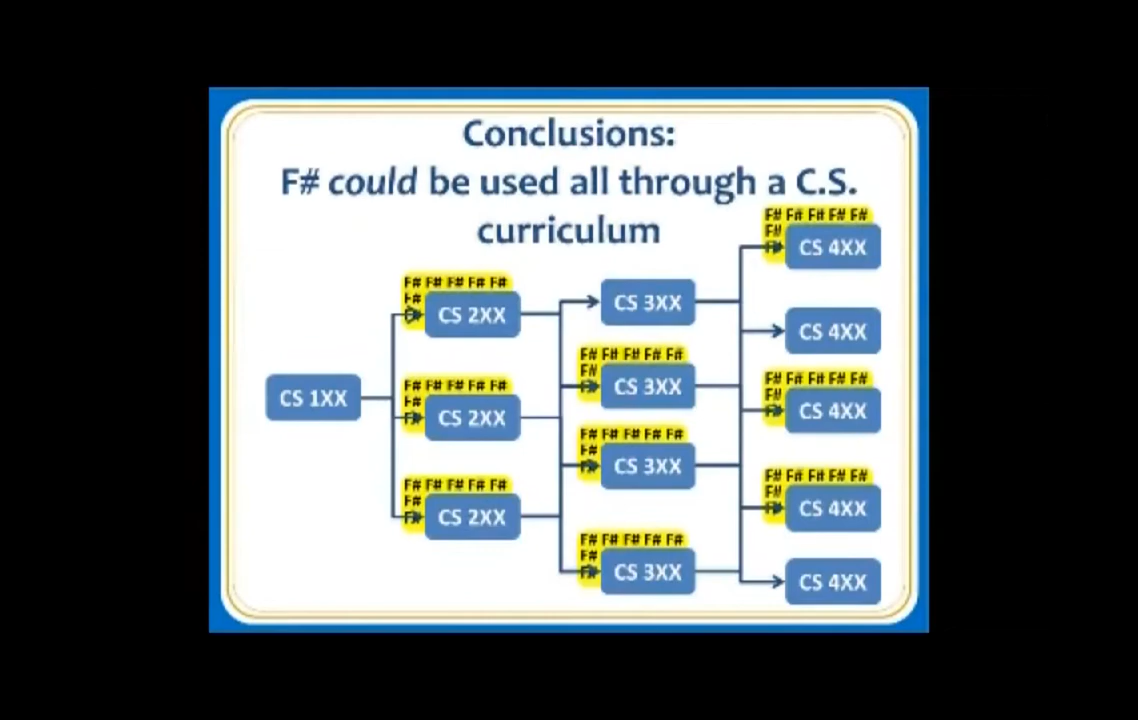 Conclusions:
F# could be used all through a C.S.
curriculum
F# F# F# F# F#
F#
F#
CS 4XX
F# F# F# F# F#
F#
CS 2XX
CS 3XX
CS 4XX
F# F# F# F# F#
F#
F#
CS 3XX
F# F# F# F# F#
F#
F#
CS 4XX
CS 1XX
F# F# F# F# F#
F#
F#
CS 2XX
F# F# F# F# F#
F#
F#
CS 3XX
F# F# F# F# F#
F#
F#
CS 4XX
F# F# F# F# F#
F#
F#
CS 2XX
F# F# F# F# F#
F#
F#
CS 3XX
CS 4XX